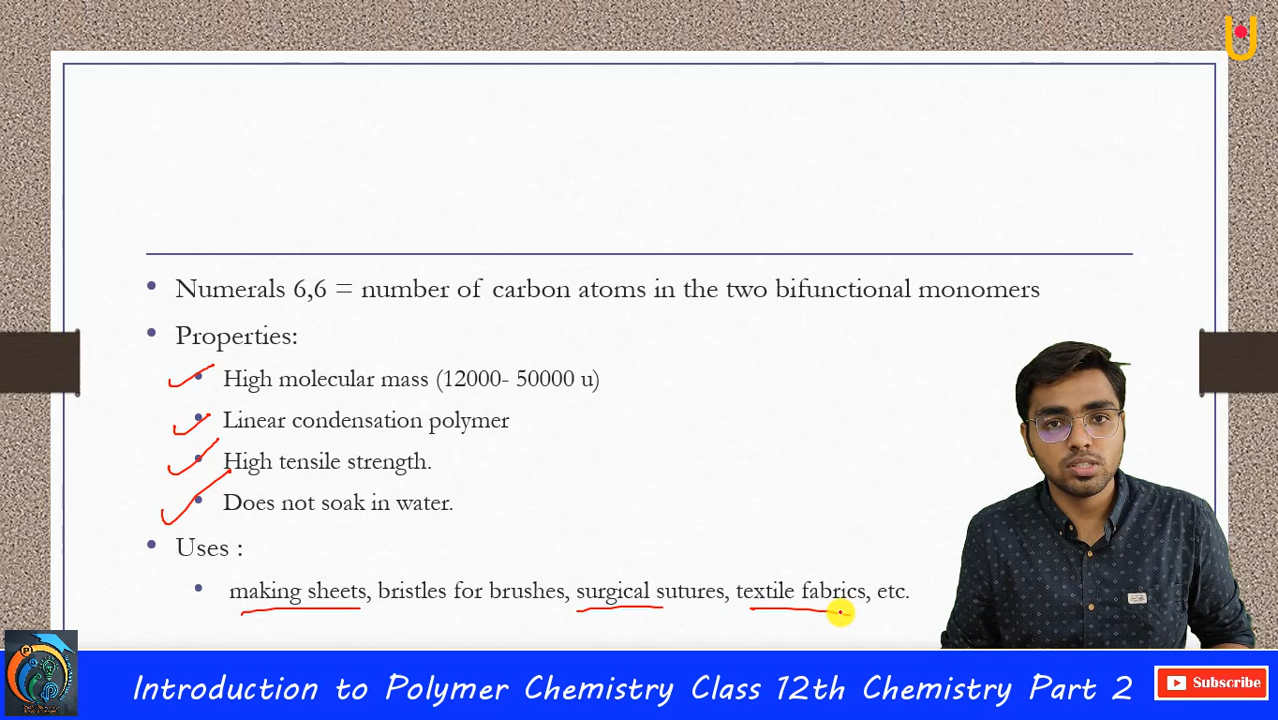 Numerals 6,6 = number of carbon atoms in the two bifunctional monomers
Properties:
High molecular mass (12000- 50000 u)
Linear condensation polymer
High tensile strength.
Does not soak in water.
Uses :
making sheets, bristles for brushes, surgical sutures, textile fabrics, etc.
Introduction to Polymer Chemistry Class 12th Chemistry Part 2
Subscribe